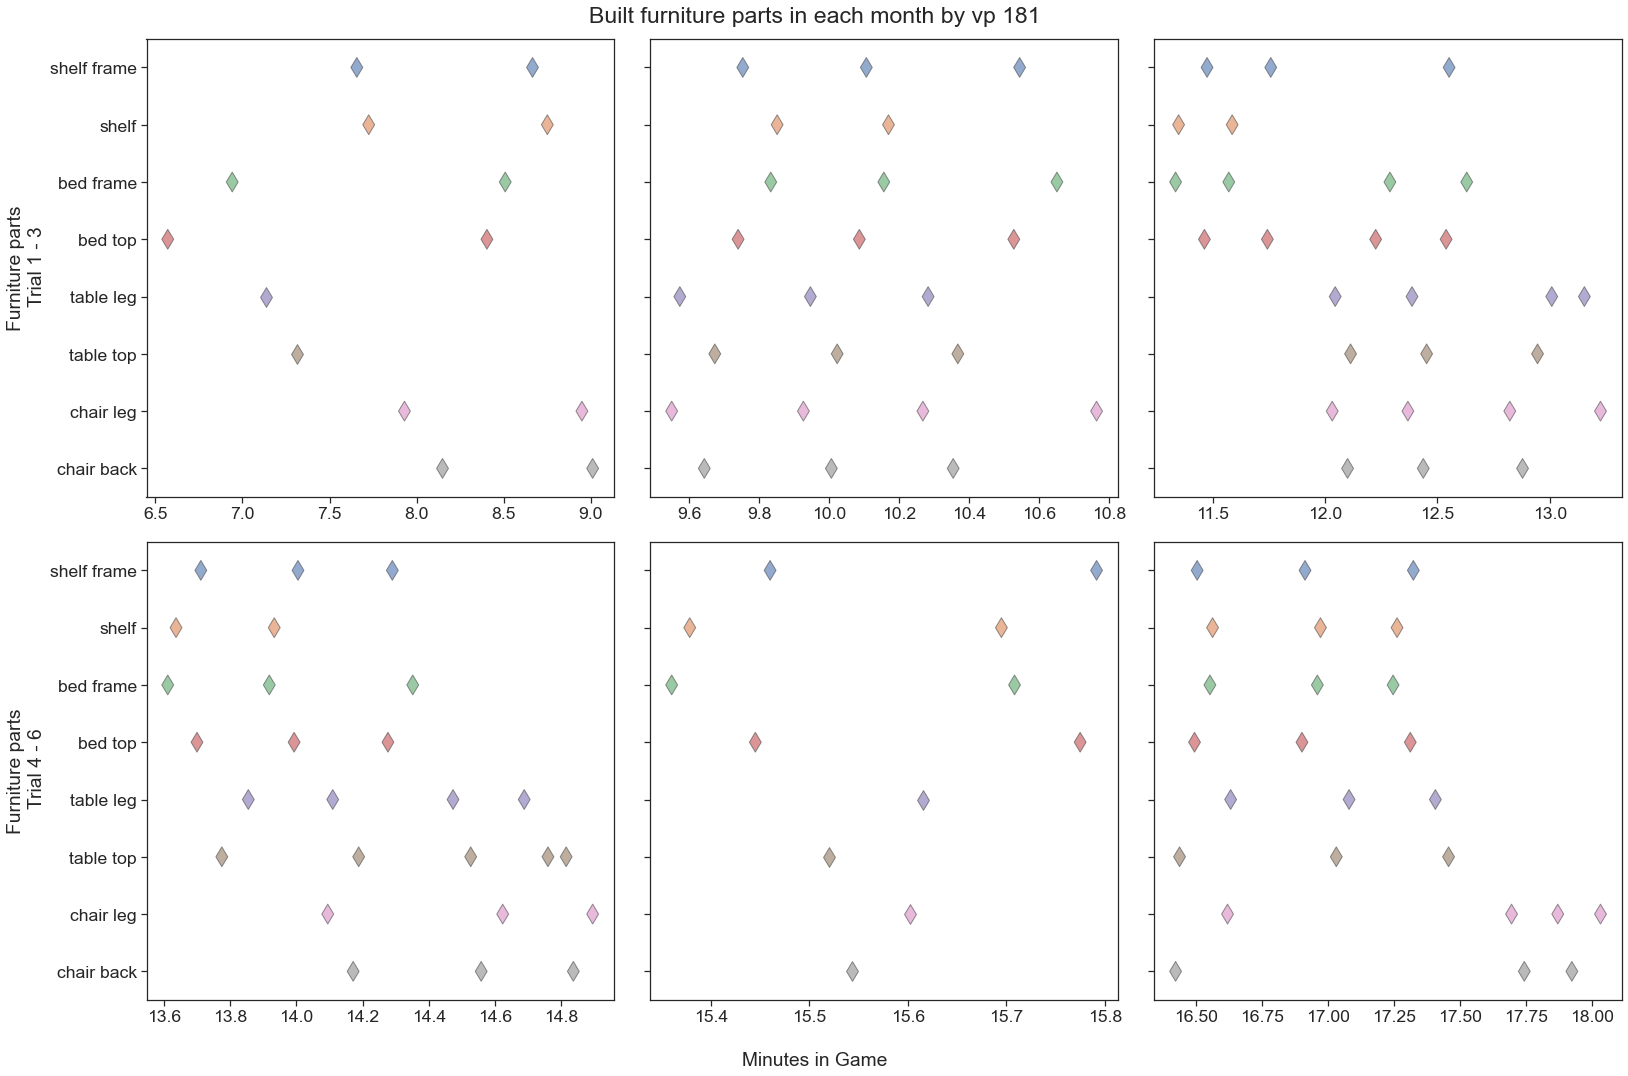 Built furniture parts in each month by vp 181
Furniture parts
Trial 1 - 3
shelf frame
shelf
bed frame
bed top
table leg
table top
chair leg
chair back
6.5 7.0 7.5 8.0 8.5 9.0
9.6 9.8 10.0 10.2 10.4 10.6 10.8
11.5 12.0 12.5 13.0
Furniture parts
Trial 4 - 6
shelf frame
shelf
bed frame
bed top
table leg
table top
chair leg
chair back
13.6 13.8 14.0 14.2 14.4 14.6 14.8
15.4 15.5 15.6 15.7 15.8
16.50 16.75 17.00 17.25 17.50 17.75 18.00
Minutes in Game